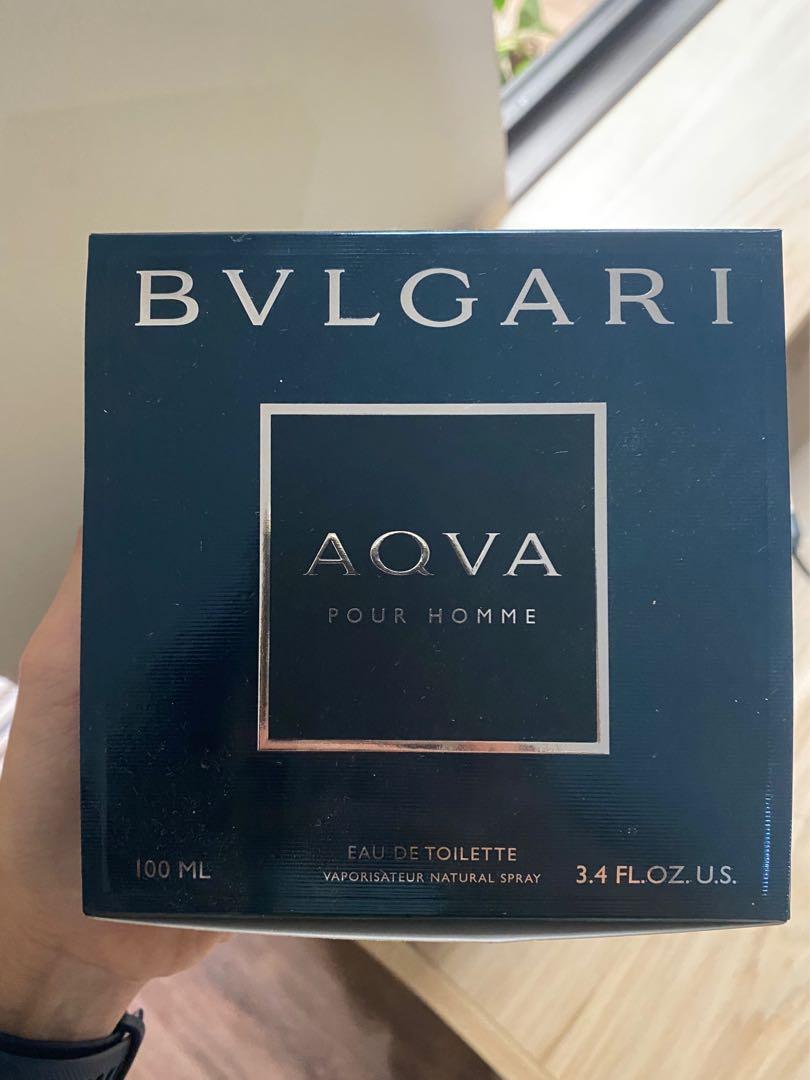 BVLGARI
AQVA
POUR HOMME
EAU DE TOILETTE
100 ML
VAPORISATEUR NATURAL SPRAY
3.4 FL.OZ. U.S.